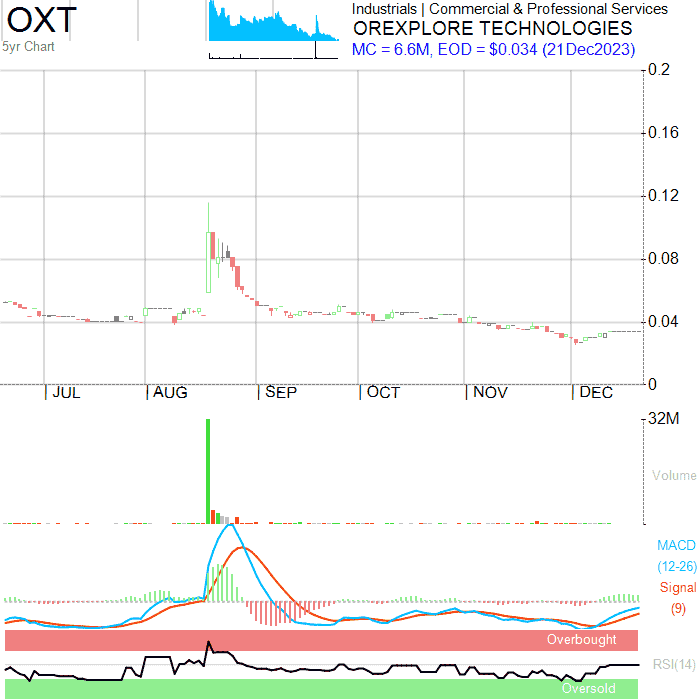 OXT
5yr Chart
Industrials | Commercial & Professional Services
OREXPLORE TECHNOLOGIES
MC = 6.6M, EOD = $0.034 (21Dec2023)
0.2
0.16
0.12
0.08
0.04
0
JUL AUG SEP OCT NOV DEC
32M
Volume
MACD
(12-26)
Signal
(9)
Overbought
RSI(14)
Oversold